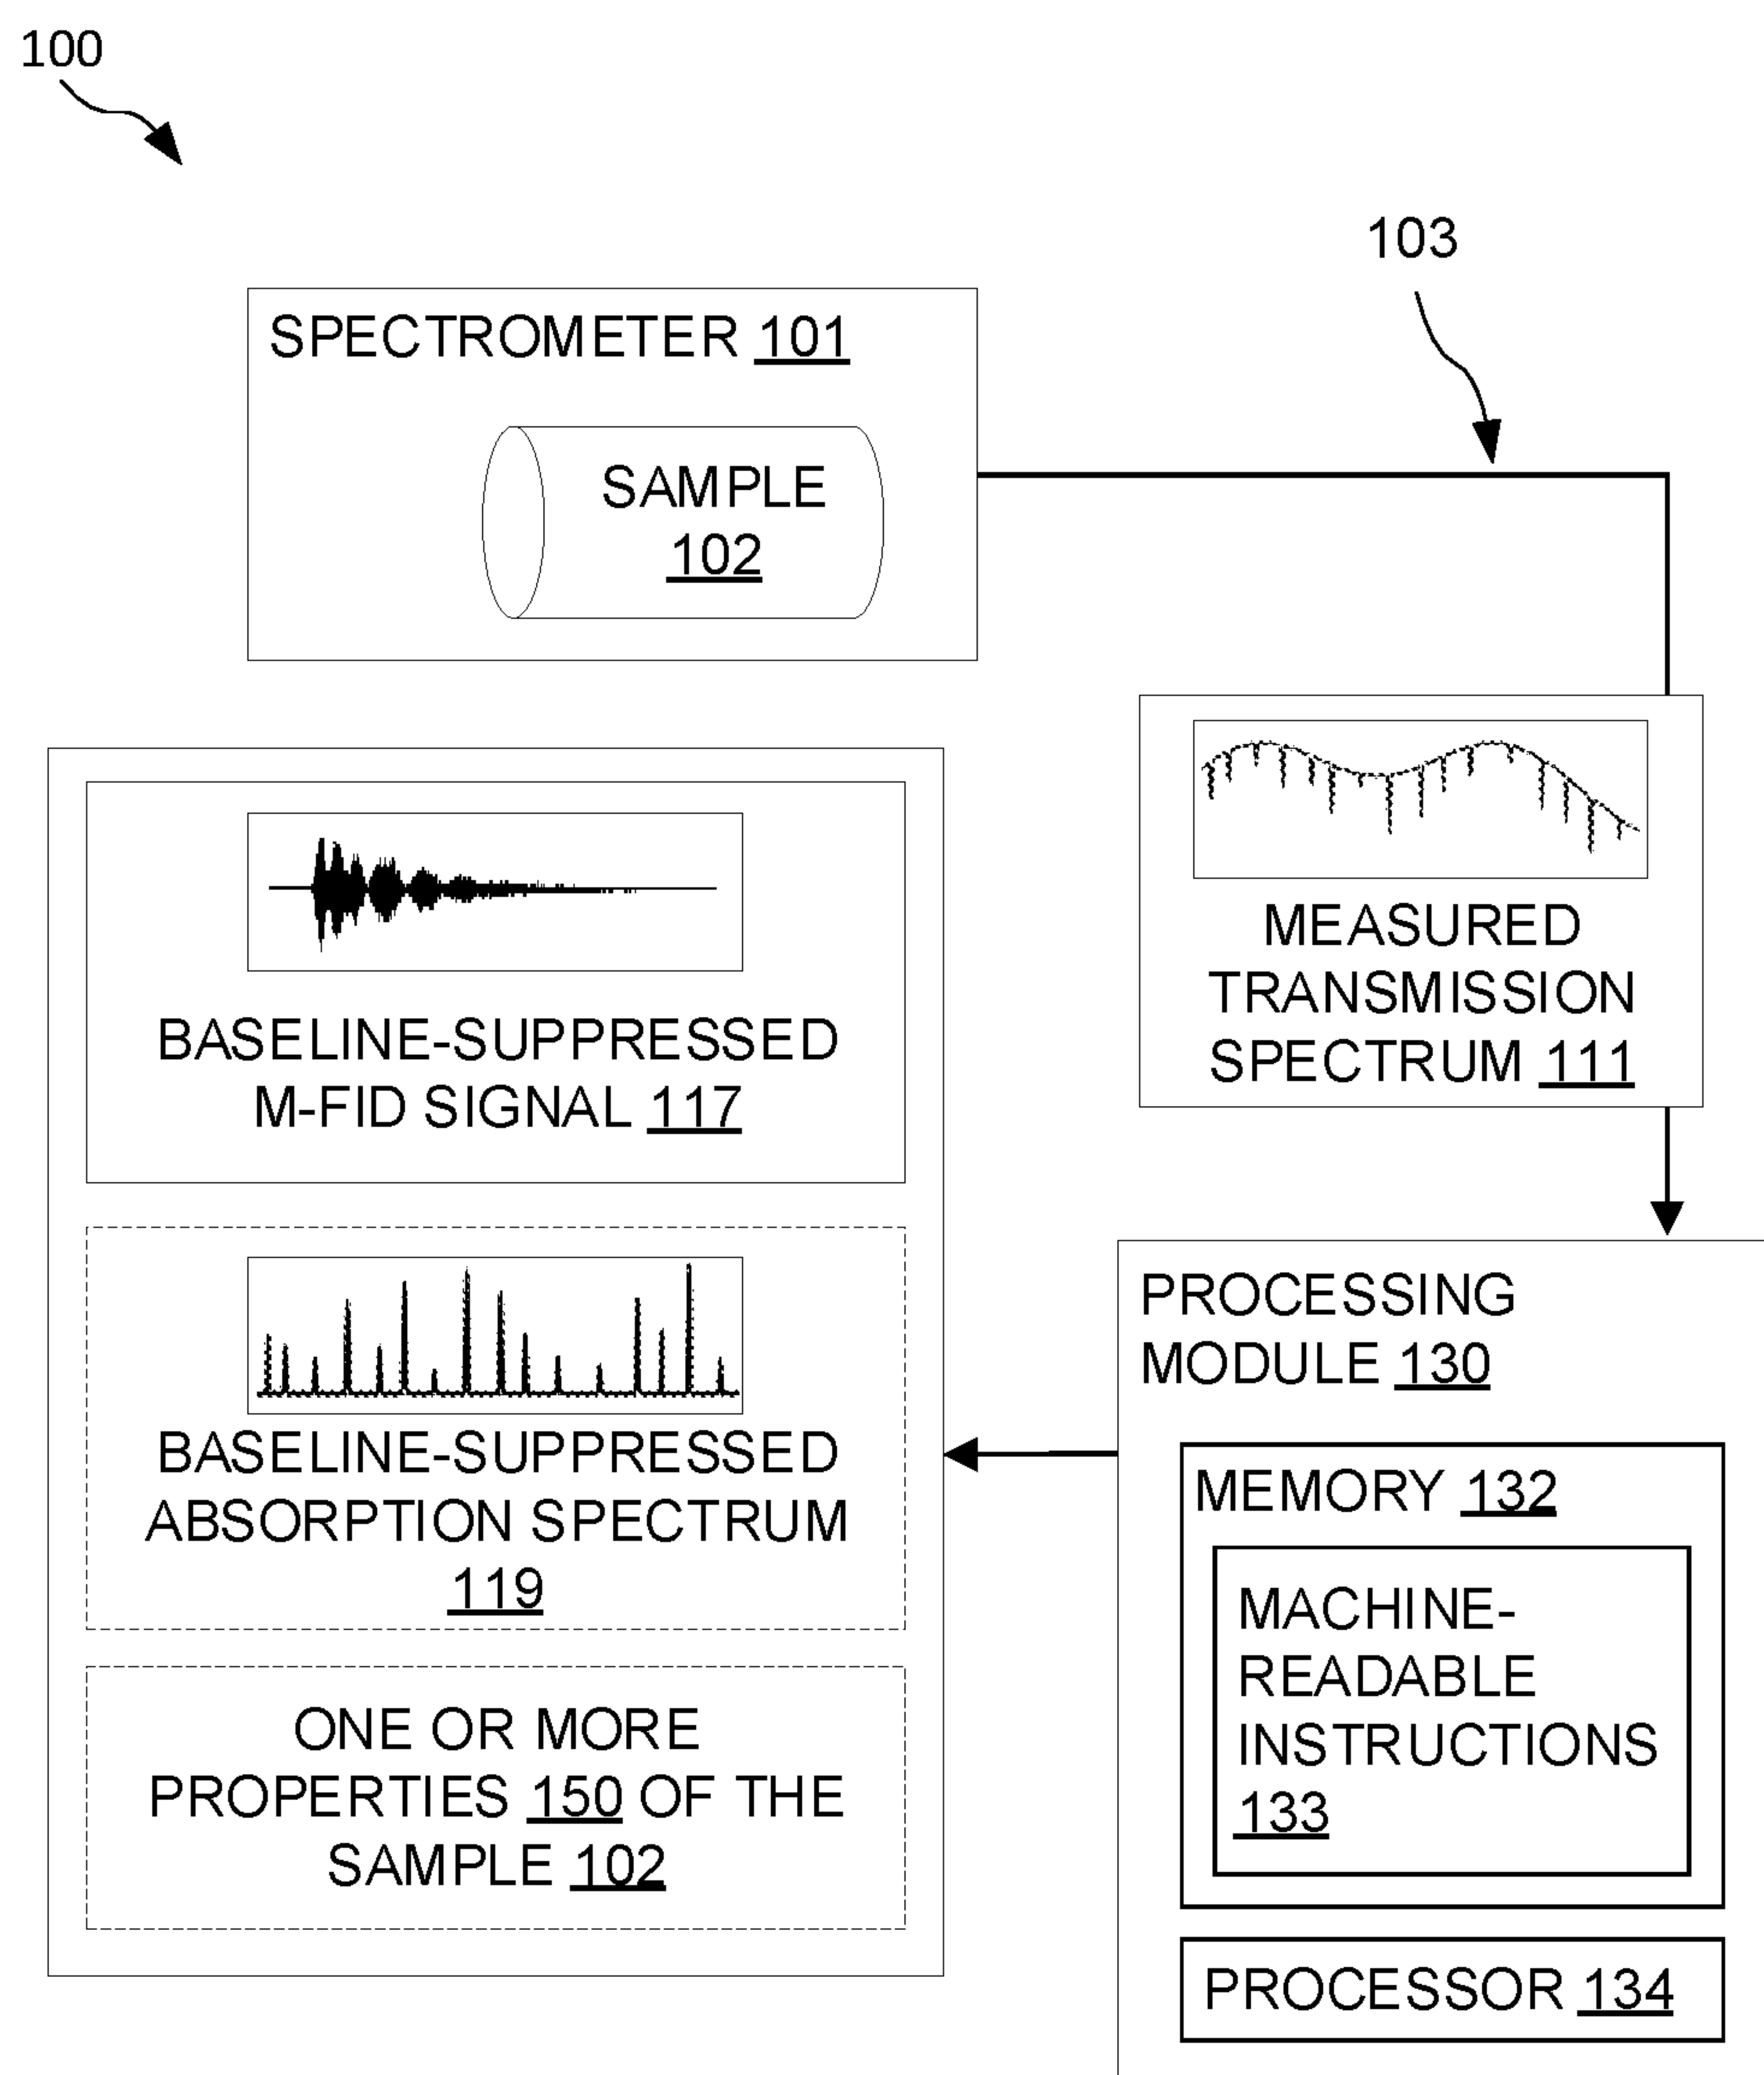 100
103
SPECTROMETER 101
SAMPLE
102
MEASURED
TRANSMISSION
SPECTRUM 111
BASELINE-SUPPRESSED
M-FID SIGNAL 117
BASELINE-SUPPRESSED
ABSORPTION SPECTRUM
119
ONE OR MORE
PROPERTIES 150 OF THE
SAMPLE 102
PROCESSING
MODULE 130
MEMORY 132
MACHINE-
READABLE
INSTRUCTIONS
133
PROCESSOR 134